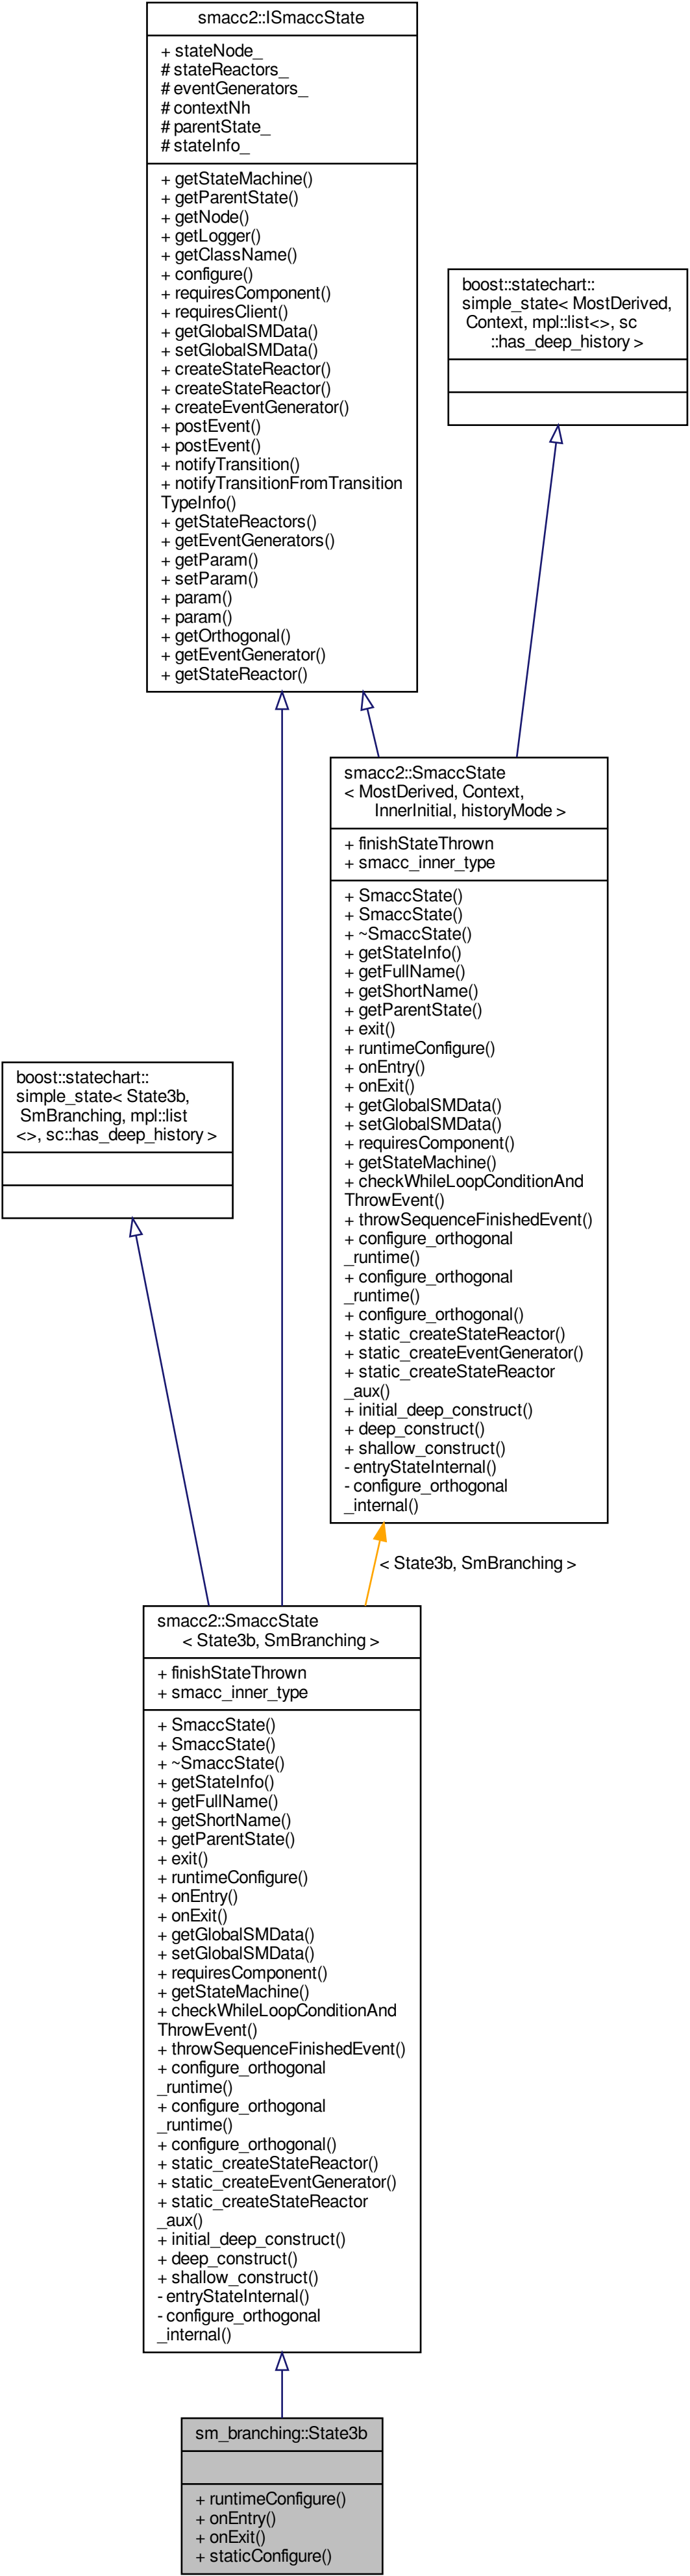 smacc2::ISmaccState
+ stateNode_
# stateReactors_
# eventGenerators_
# contextNh
# parentState_
# stateInfo_
+ getStateMachine()
+ getParentState()
+ getNode()
+ getLogger()
+ getClassName()
+ configure()
+ requiresComponent()
+ requiresClient()
+ getGlobalSMData()
+ setGlobalSMData()
+ createStateReactor()
+ createStateReactor()
+ createEventGenerator()
+ postEvent()
+ postEvent()
+ notifyTransition()
+ notifyTransitionFromTransition
TypeInfo()
+ getStateReactors()
+ getEventGenerators()
+ getParam()
+ setParam()
+ param()
+ param()
+ getOrthogonal()
+ getEventGenerator()
+ getStateReactor()
boost::statechart::
simple_state< MostDerived,
Context, mpl::list<>, sc
::has_deep_history >
smacc2::SmaccState
< MostDerived, Context,
InnerInitial, historyMode >
+ finishStateThrown
+ smacc_inner_type
+ SmaccState()
+ SmaccState()
+ ~SmaccState()
+ getStateInfo()
+ getFullName()
+ getShortName()
+ getParentState()
+ exit()
+ runtimeConfigure()
+ onEntry()
+ onExit()
+ getGlobalSMData()
+ setGlobalSMData()
+ requiresComponent()
+ getStateMachine()
+ checkWhileLoopConditionAnd
ThrowEvent()
+ throwSequenceFinishedEvent()
+ configure_orthogonal
_runtime()
+ configure_orthogonal
_runtime()
+ configure_orthogonal()
+ static_createStateReactor()
+ static_createEventGenerator()
+ static_createStateReactor
_aux()
+ initial_deep_construct()
+ deep_construct()
+ shallow_construct()
- entryStateInternal()
- configure_orthogonal
_internal()
boost::statechart::
simple_state< State3b,
SmBranching, mpl::list
<>, sc::has_deep_history >
< State3b, SmBranching >
smacc2::SmaccState
< State3b, SmBranching >
+ finishStateThrown
+ smacc_inner_type
+ SmaccState()
+ SmaccState()
+ ~SmaccState()
+ getStateInfo()
+ getFullName()
+ getShortName()
+ getParentState()
+ exit()
+ runtimeConfigure()
+ onEntry()
+ onExit()
+ getGlobalSMData()
+ setGlobalSMData()
+ requiresComponent()
+ getStateMachine()
+ checkWhileLoopConditionAnd
ThrowEvent()
+ throwSequenceFinishedEvent()
+ configure_orthogonal
_runtime()
+ configure_orthogonal
_runtime()
+ configure_orthogonal()
+ static_createStateReactor()
+ static_createEventGenerator()
+ static_createStateReactor
_aux()
+ initial_deep_construct()
+ deep_construct()
+ shallow_construct()
- entryStateInternal()
- configure_orthogonal
_internal()
sm_branching::State3b
+ runtimeConfigure()
+ onEntry()
+ onExit()
+ staticConfigure()